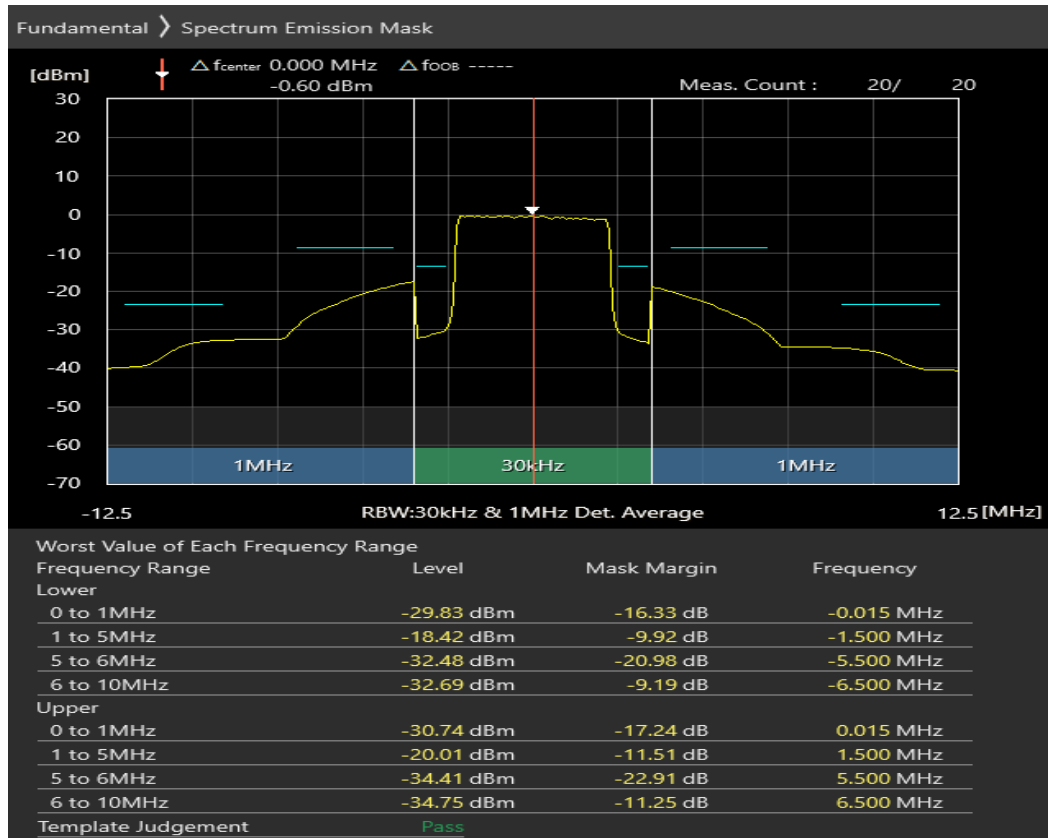 Fundamental ❯ Spectrum Emission Mask
[dBm] △ fcenter 0.000 MHz △ fOOB -----
-0.60 dBm Meas. Count : 20/ 20
30
20
10
0
-10
-20
-30
-40
-50
-60
1MHz 30kHz 1MHz
-70
-12.5 RBW:30kHz & 1MHz Det. Average 12.5 [MHz]
Worst Value of Each Frequency Range
Frequency Range Level Mask Margin Frequency
Lower
0 to 1MHz -29.83 dBm -16.33 dB -0.015 MHz
1 to 5MHz -18.42 dBm -9.92 dB -1.500 MHz
5 to 6MHz -32.48 dBm -20.98 dB -5.500 MHz
6 to 10MHz -32.69 dBm -9.19 dB -6.500 MHz
Upper
0 to 1MHz -30.74 dBm -17.24 dB 0.015 MHz
1 to 5MHz -20.01 dBm -11.51 dB 1.500 MHz
5 to 6MHz -34.41 dBm -22.91 dB 5.500 MHz
6 to 10MHz -34.75 dBm -11.25 dB 6.500 MHz
Template Judgement Pass